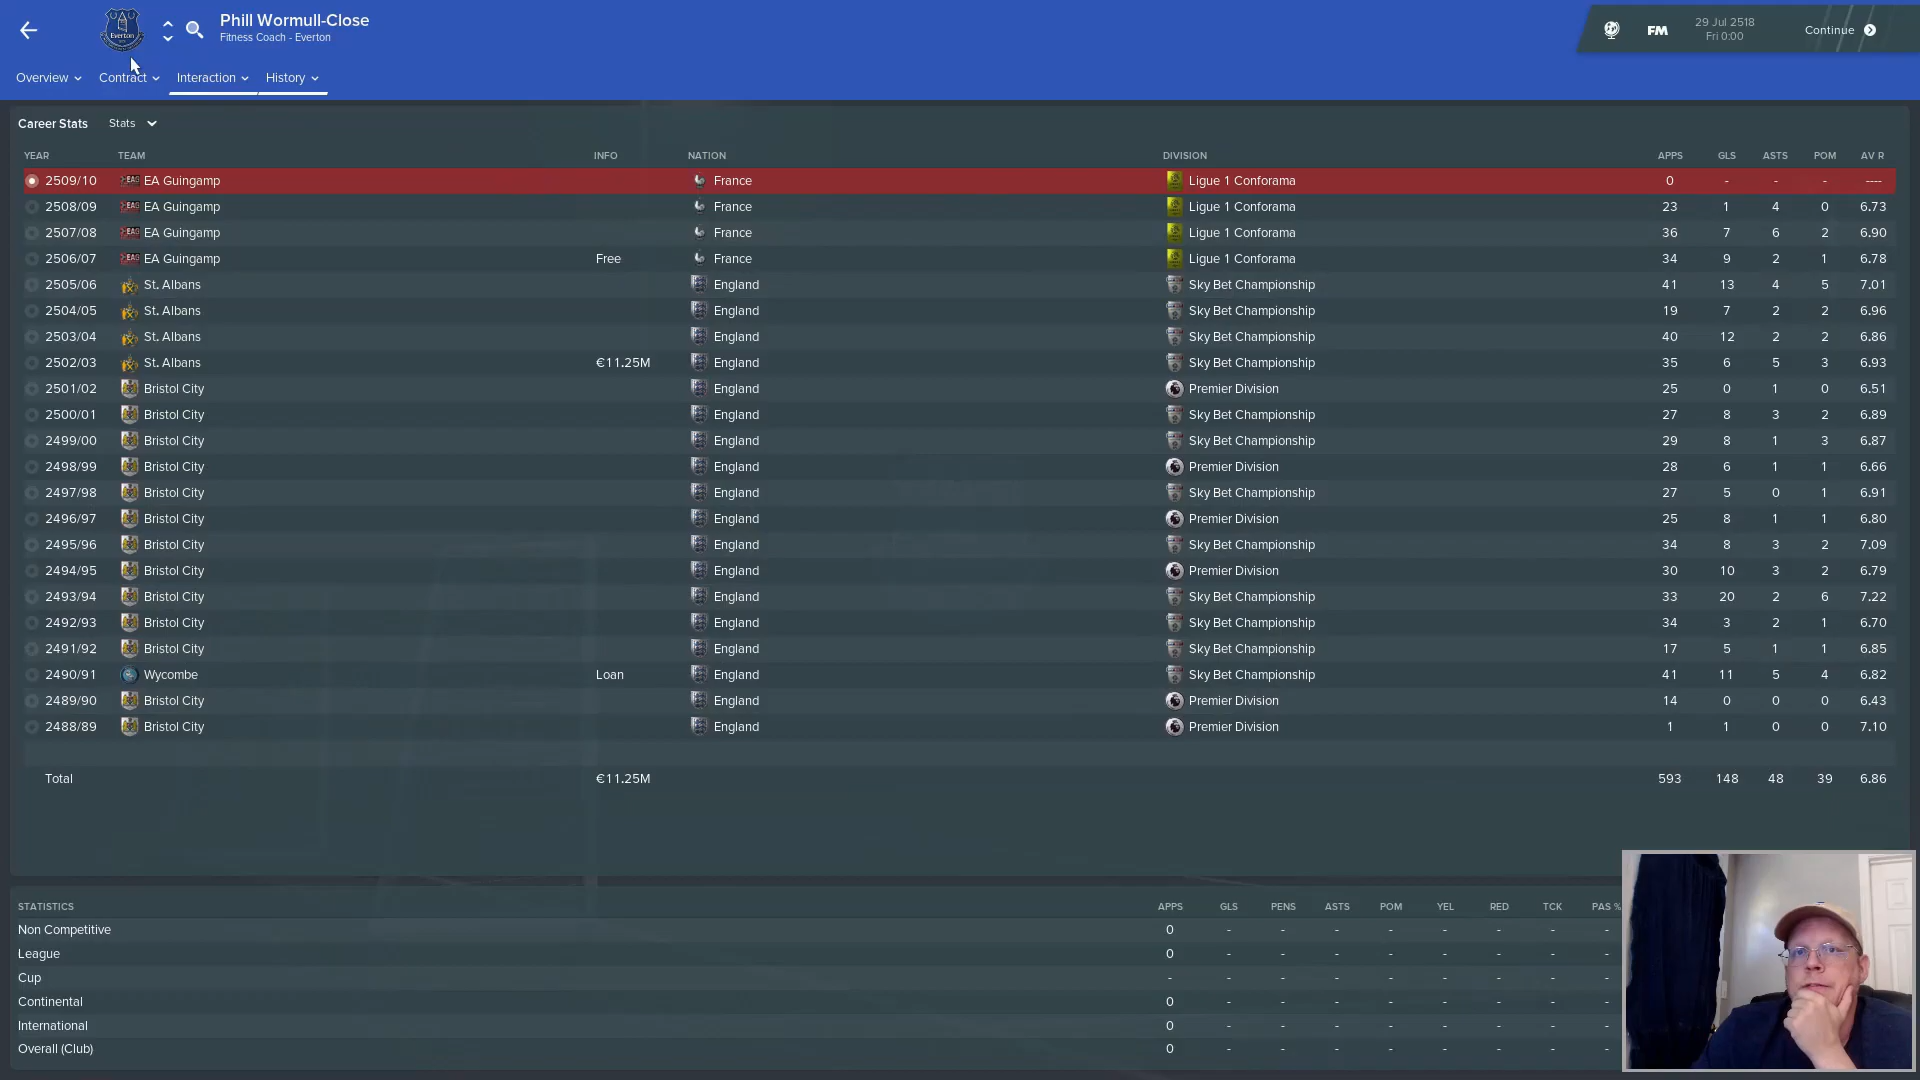 Phill Wormull-Close
Fitness Coach - Everton
Everton
FM
29 Jul 2518
Fri 0:00
Continue
Overview Contract Interaction History
Career Stats Stats
YEAR TEAM INFO NATION DIVISION APPS GLS ASTS POM AV R
2509/10 EAG EA Guingamp France Ligue 1 Conforama 0 - - - ----
2508/09 EAG EA Guingamp France Ligue 1 Conforama 23 1 4 0 6.73
2507/08 EAG EA Guingamp France Ligue 1 Conforama 36 7 6 2 6.90
2506/07 EAG EA Guingamp Free France Ligue 1 Conforama 34 9 2 1 6.78
2505/06 St. Albans England Sky Bet Championship 41 13 4 5 7.01
2504/05 St. Albans England Sky Bet Championship 19 7 2 2 6.96
2503/04 St. Albans England Sky Bet Championship 40 12 2 2 6.86
2502/03 St. Albans €11.25M England Sky Bet Championship 35 6 5 3 6.93
2501/02 Bristol City England Premier Division 25 0 1 0 6.51
2500/01 Bristol City England Sky Bet Championship 27 8 3 2 6.89
2499/00 Bristol City England Sky Bet Championship 29 8 1 3 6.87
2498/99 Bristol City England Premier Division 28 6 1 1 6.66
2497/98 Bristol City England Sky Bet Championship 27 5 0 1 6.91
2496/97 Bristol City England Premier Division 25 8 1 1 6.80
2495/96 Bristol City England Sky Bet Championship 34 8 3 2 7.09
2494/95 Bristol City England Premier Division 30 10 3 2 6.79
2493/94 Bristol City England Sky Bet Championship 33 20 2 6 7.22
2492/93 Bristol City England Sky Bet Championship 34 3 2 1 6.70
2491/92 Bristol City England Sky Bet Championship 17 5 1 1 6.85
2490/91 Wycombe Loan England Sky Bet Championship 41 11 5 4 6.82
2489/90 Bristol City England Premier Division 14 0 0 0 6.43
2488/89 Bristol City England Premier Division 1 1 0 0 7.10
Total €11.25M 593 148 48 39 6.86
STATISTICS APPS GLS PENS ASTS POM YEL RED TCK PAS %
Non Competitive 0 - - - - - - - -
League 0 - - - - - - - -
Cup - - - - - - - - -
Continental 0 - - - - - - - -
International 0 - - - - - - - -
Overall (Club) 0 - - - - - - - -